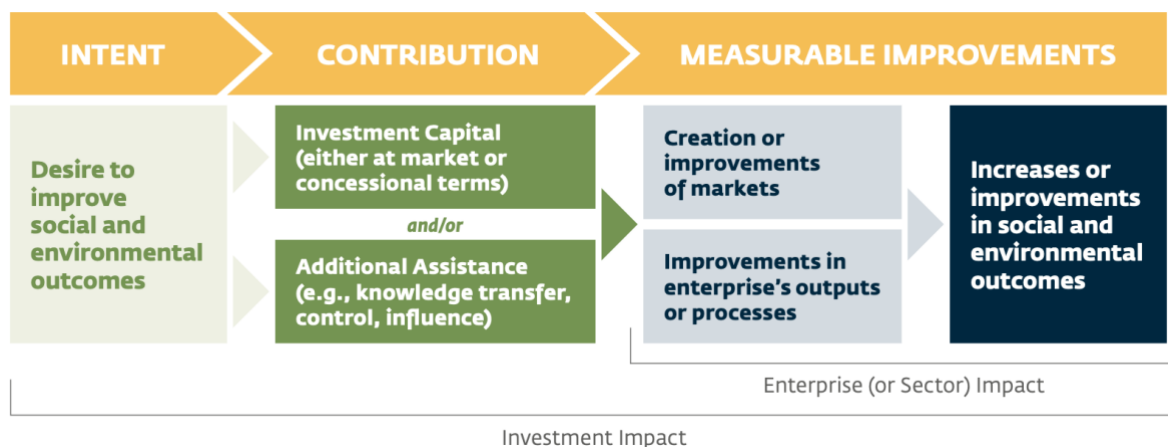 INTENT
CONTRIBUTION
MEASURABLE IMPROVEMENTS
Desire to
improve
social and
environmental
outcomes
Investment Capital
(either at market or
concessional terms)
and/or
Additional Assistance
(e.g., knowledge transfer,
control, influence)
Creation or
improvements
of markets
Improvements in
enterprise’s outputs
or processes
Increases or
improvements
in social and
environmental
outcomes
Enterprise (or Sector) Impact
Investment Impact